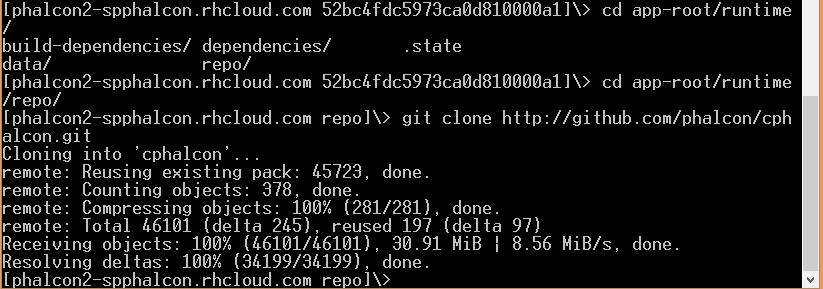 [phalcon2-spphalcon.rhcloud.com 52bc4fdc5973ca0d810000a1]\> cd app-root/runtime
/
build-dependencies/ dependencies/       .state
data/               repo/
[phalcon2-spphalcon.rhcloud.com 52bc4fdc5973ca0d810000a1]\> cd app-root/runtime
/repo/
[phalcon2-spphalcon.rhcloud.com repo]\> git clone http://github.com/phalcon/cph
alcon.git
Cloning into 'cphalcon'...
remote: Reusing existing pack: 45723, done.
remote: Counting objects: 378, done.
remote: Compressing objects: 100% (281/281), done.
remote: Total 46101 (delta 245), reused 197 (delta 97)
Receiving objects: 100% (46101/46101), 30.91 MiB ¦ 8.56 MiB/s, done.
Resolving deltas: 100% (34199/34199), done.
[phalcon2-spphalcon.rhcloud.com repo]\>